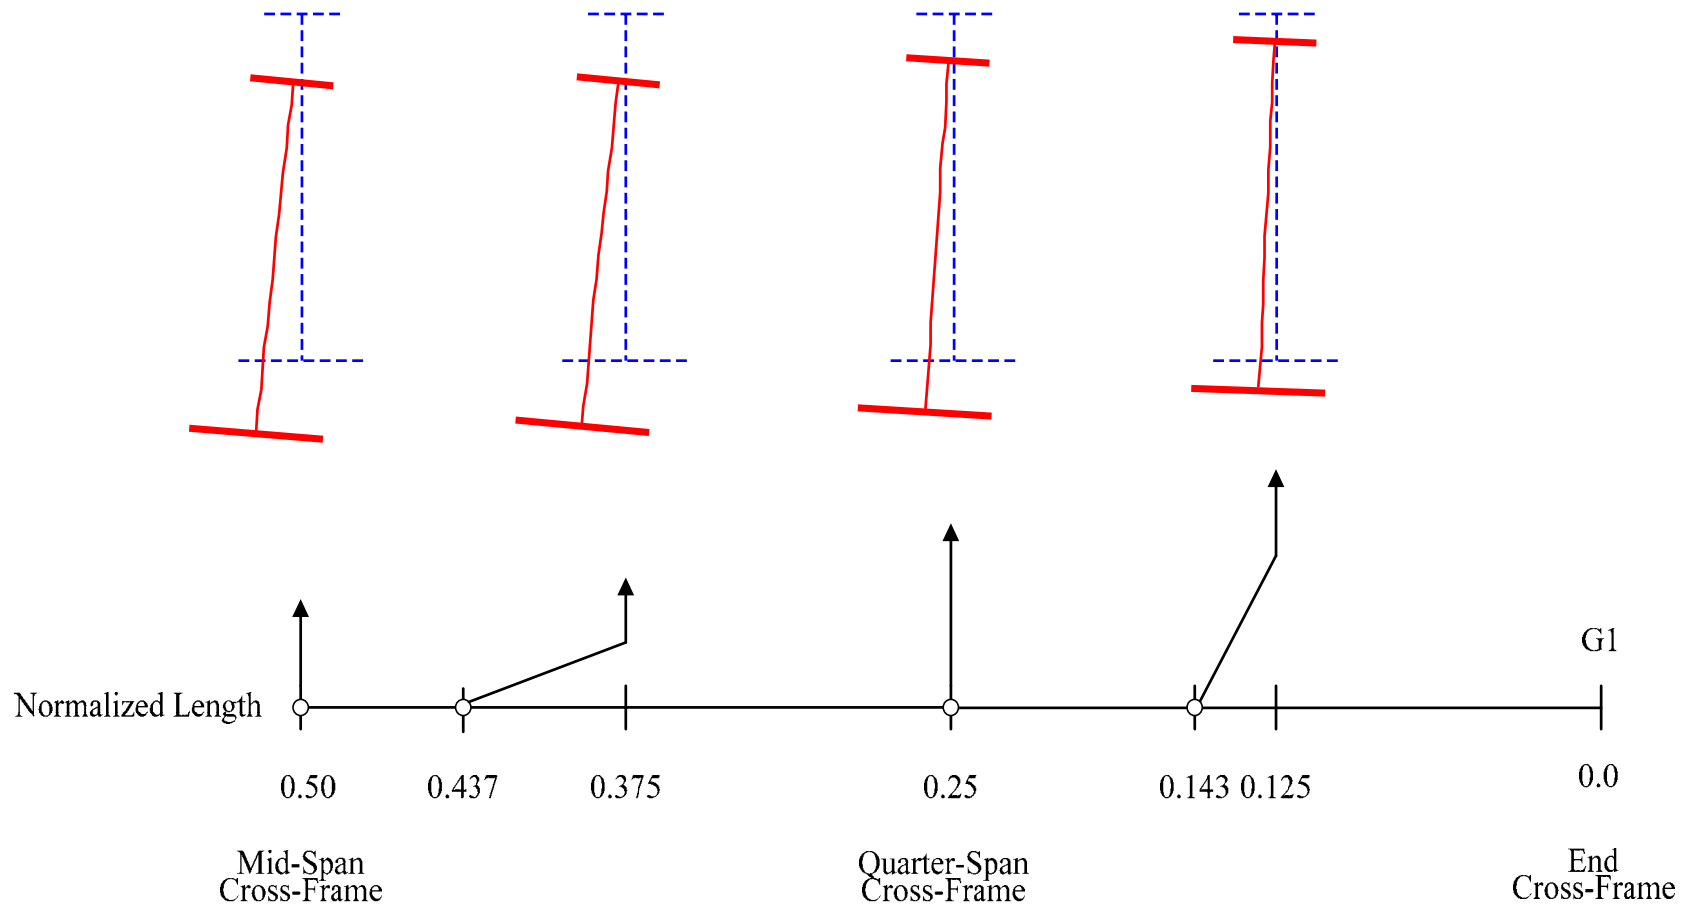 G1
Normalized Length
0.50 0.437 0.375 0.25 0.143 0.125 0.0
Mid-Span Quarter-Span End
Cross-Frame Cross-Frame Cross-Frame